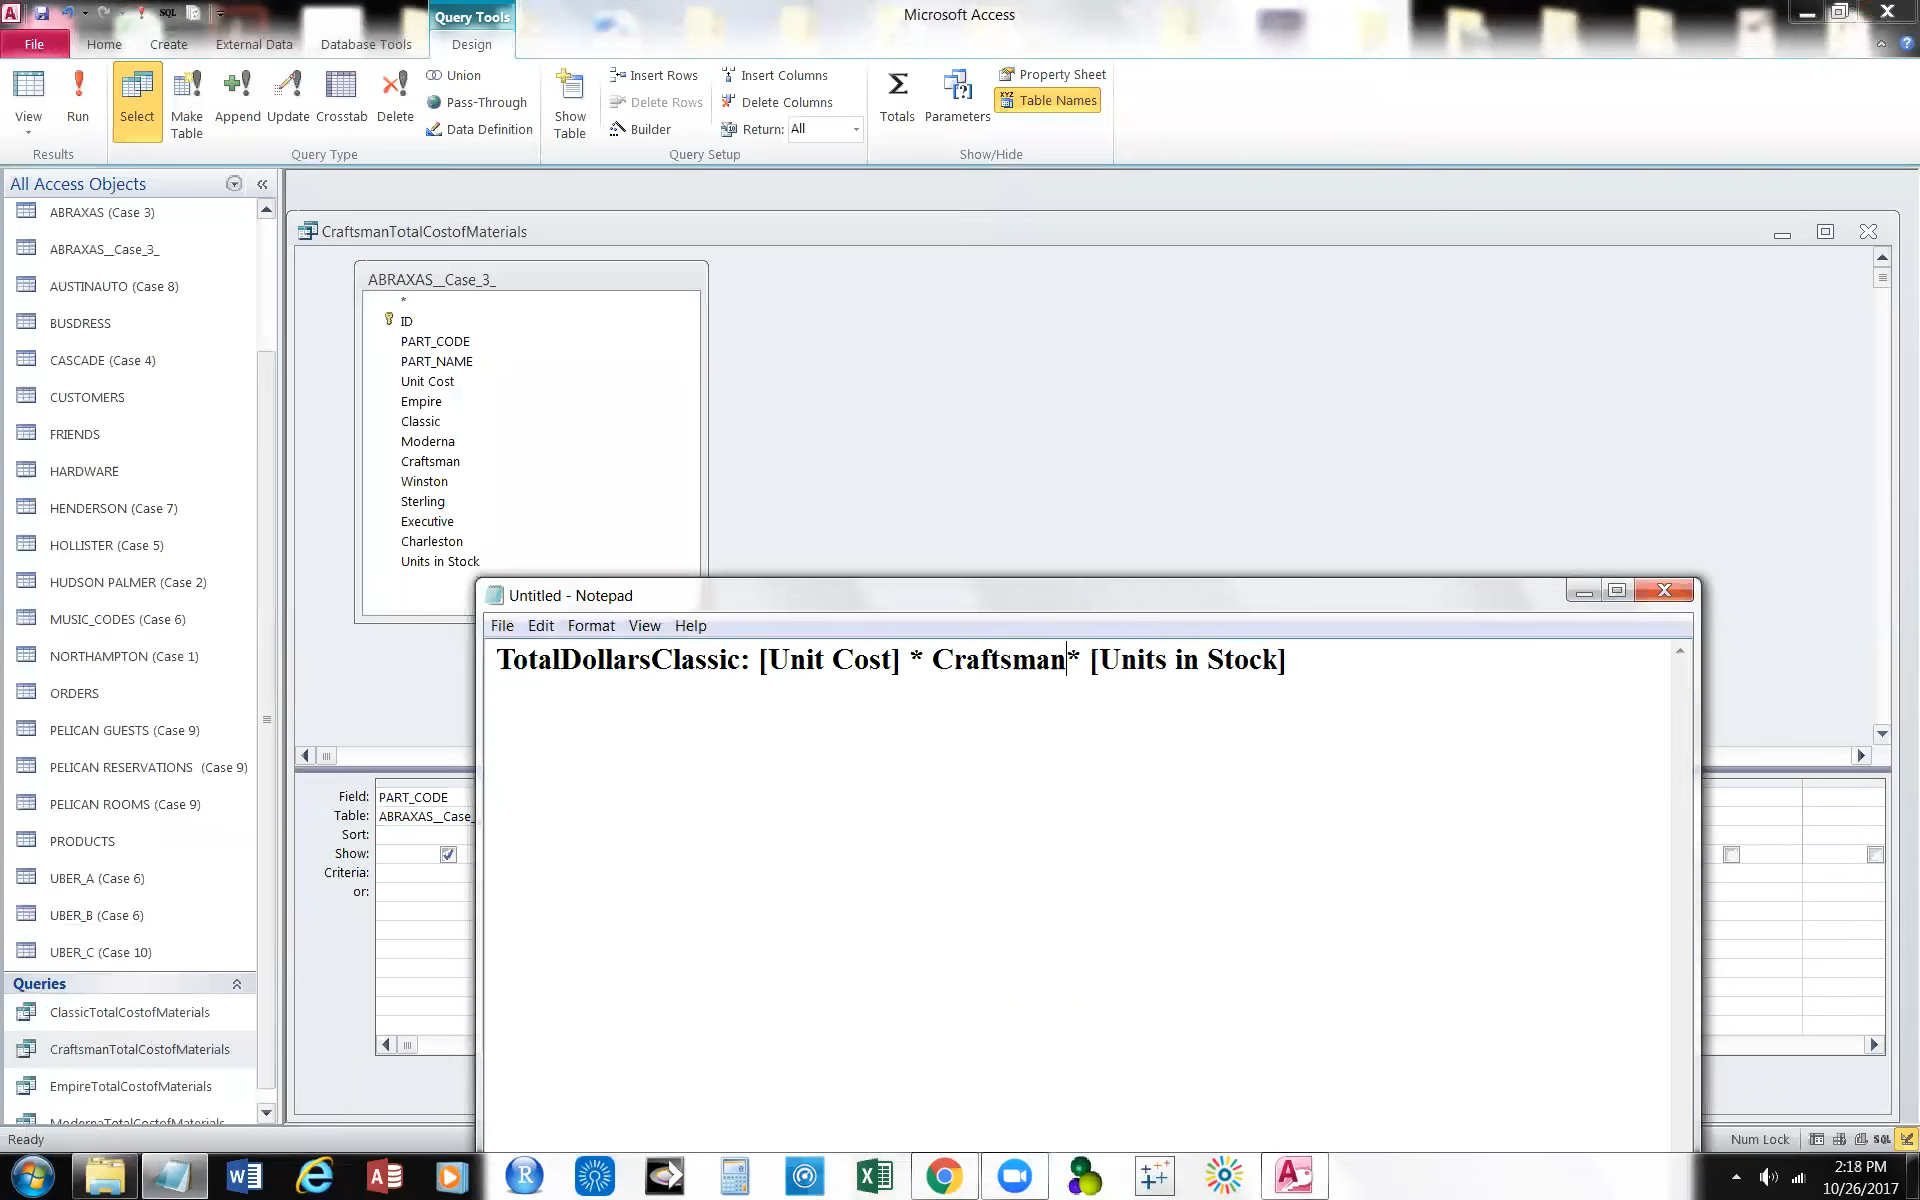 SQL
Query Tools
Microsoft Access
File
Home
Create
External Data
Database Tools
Design
View
Run
Select
Make Table
Append
Update
Crosstab
Delete
Union
Pass-Through
Data Definition
Show Table
Insert Rows
Delete Rows
Builder
Insert Columns
Delete Columns
Return: All
Totals
Parameters
Property Sheet
XYZ Table Names
Results
Query Type
Query Setup
Show/Hide
All Access Objects
ABRAXAS (Case 3)
ABRAXAS__Case_3_
AUSTINAUTO (Case 8)
BUSDRESS
CASCADE (Case 4)
CUSTOMERS
FRIENDS
HARDWARE
HENDERSON (Case 7)
HOLLISTER (Case 5)
HUDSON PALMER (Case 2)
MUSIC_CODES (Case 6)
NORTHAMPTON (Case 1)
ORDERS
PELICAN GUESTS (Case 9)
PELICAN RESERVATIONS (Case 9)
PELICAN ROOMS (Case 9)
PRODUCTS
UBER_A (Case 6)
UBER_B (Case 6)
UBER_C (Case 10)
Queries
ClassicTotalCostofMaterials
CraftsmanTotalCostofMaterials
EmpireTotalCostofMaterials
ModernaTotalCostofMaterials
CraftsmanTotalCostofMaterials
ABRAXAS__Case_3_
*
ID
PART_CODE
PART_NAME
Unit Cost
Empire
Classic
Moderna
Craftsman
Winston
Sterling
Executive
Charleston
Units in Stock
Untitled - Notepad
File Edit Format View Help
TotalDollarsClassic: [Unit Cost] * Craftsman* [Units in Stock]
Field: PART_CODE
Table: ABRAXAS__Case_
Sort:
Show:
Criteria:
or:
Ready
Num Lock
SQL
2:18 PM
10/26/2017